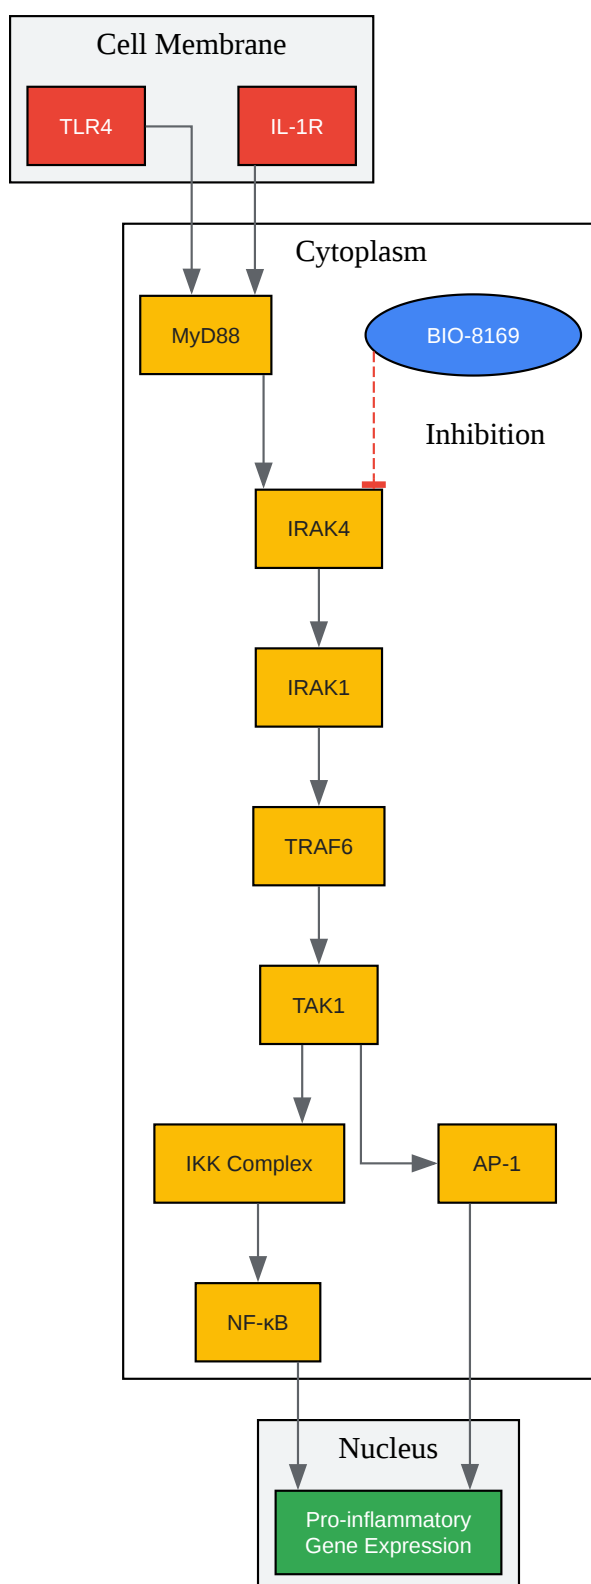 Cell Membrane
TLR4
IL-1R
Cytoplasm
MyD88
BIO-8169
Inhibition
IRAK4
IRAK1
TRAF6
TAK1
IKK Complex
AP-1
NF-κB
Nucleus
Pro-inflammatory
Gene Expression